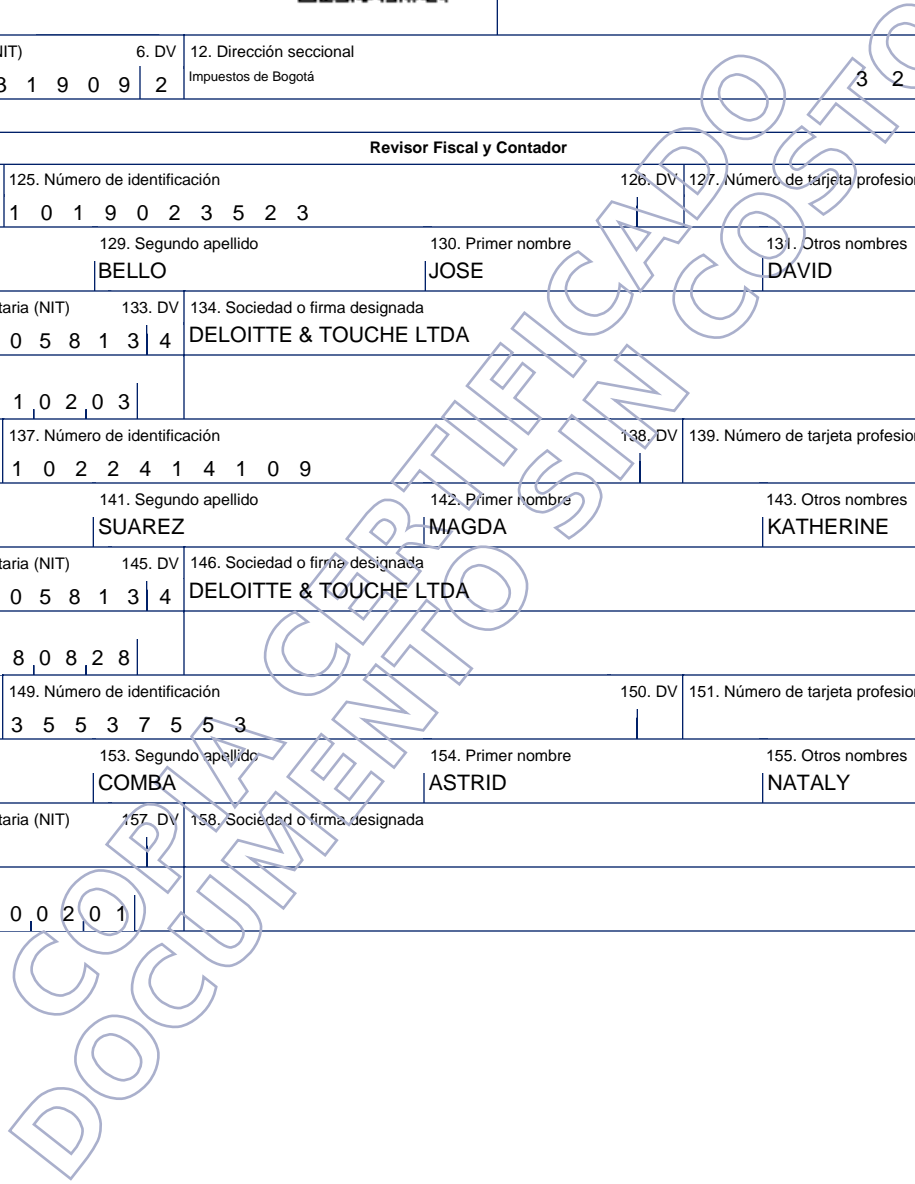 NIT) 6. DV 12. Dirección seccional
3 1 9 0 9 2 Impuestos de Bogotá 3 2
Revisor Fiscal y Contador
125. Número de identificación 126. DV 127. Número de tarjeta profesion
1 0 1 9 0 2 3 5 2 3
129. Segundo apellido 130. Primer nombre 131. Otros nombres
BELLO JOSE DAVID
taria (NIT) 133. DV 134. Sociedad o firma designada
0 5 8 1 3 4 DELOITTE & TOUCHE LTDA
1 0 2 0 3
137. Número de identificación 138. DV 139. Número de tarjeta profesion
1 0 2 2 4 1 4 1 0 9
141. Segundo apellido 142. Primer nombre 143. Otros nombres
SUAREZ MAGDA KATHERINE
taria (NIT) 145. DV 146. Sociedad o firma designada
0 5 8 1 3 4 DELOITTE & TOUCHE LTDA
8 0 8 2 8
149. Número de identificación 150. DV 151. Número de tarjeta profesion
3 5 5 3 7 5 5 3
153. Segundo apellido 154. Primer nombre 155. Otros nombres
COMBA ASTRID NATALY
taria (NIT) 157. DV 158. Sociedad o firma designada
0 0 2 0 1
COPIA CERTIFICADO
DOCUMENTO SIN COSTO